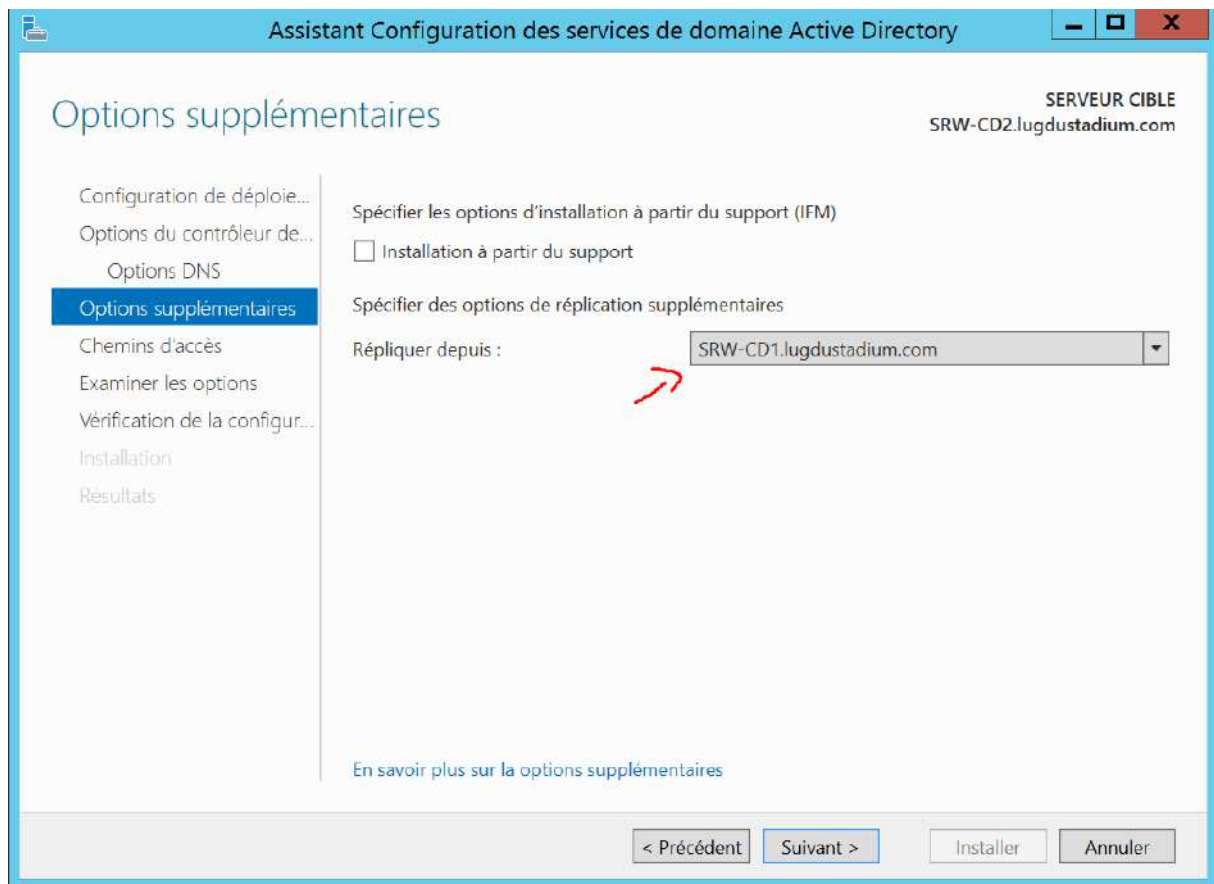 Assistant Configuration des services de domaine Active Directory
Options supplémentaires
SERVEUR CIBLE
SRW-CD2.lugdustadium.com
Configuration de déploie...
Options du contrôleur de...
Options DNS
Options supplémentaires
Chemins d'accès
Examiner les options
Vérification de la configur...
Installation
Résultats
Spécifier les options d'installation à partir du support (IFM)
Installation à partir du support
Spécifier des options de réplication supplémentaires
Répliquer depuis : SRW-CD1.lugdustadium.com
En savoir plus sur la options supplémentaires
< Précédent Suivant > Installer Annuler